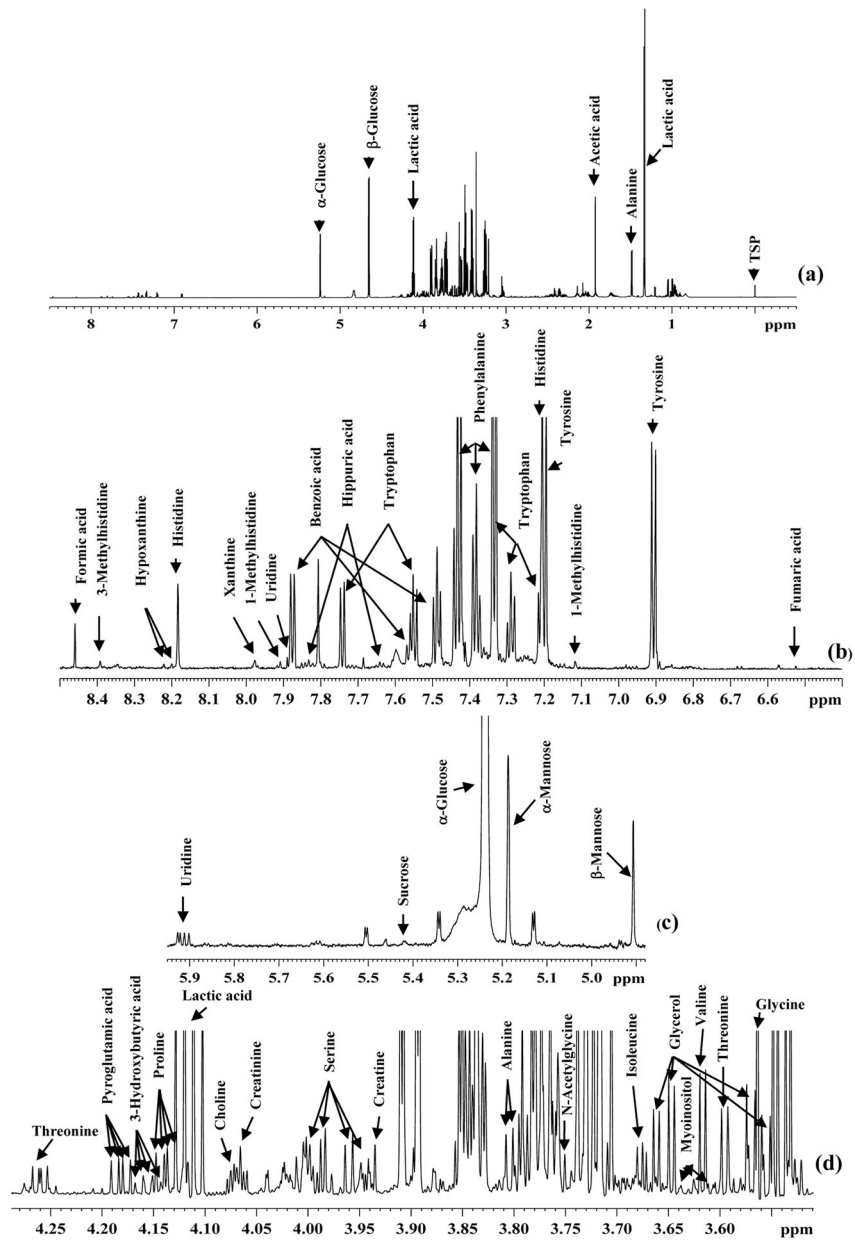 α-Glucose
β-Glucose
Lactic acid
Acetic acid
Alanine
Lactic acid
TSP
(a)
8 7 6 5 4 3 2 1 ppm
Formic acid
3-Methylhistidine
Hypoxanthine
Histidine
Xanthine
1-Methylhistidine
Uridine
Benzoic acid
Hippuric acid
Tryptophan
Phenylalanine
Histidine
Tyrosine
Tryptophan
1-Methylhistidine
Tyrosine
Fumaric acid
(b)
8.4 8.3 8.2 8.1 8.0 7.9 7.8 7.7 7.6 7.5 7.4 7.3 7.2 7.1 7.0 6.9 6.8 6.7 6.6 ppm
Uridine
Sucrose
α-Glucose
α-Mannose
β-Mannose
(c)
5.9 5.8 5.7 5.6 5.5 5.4 5.3 5.2 5.1 5.0 ppm
Threonine
Pyroglutamic acid
3-Hydroxybutyric acid
Proline
Lactic acid
Choline
Creatinine
Serine
Creatine
Alanine
N-Acetylglycine
Isoleucine
Glycerol
Myoinositol
Valine
Threonine
Glycine
(d)
4.25 4.20 4.15 4.10 4.05 4.00 3.95 3.90 3.85 3.80 3.75 3.70 3.65 3.60 ppm